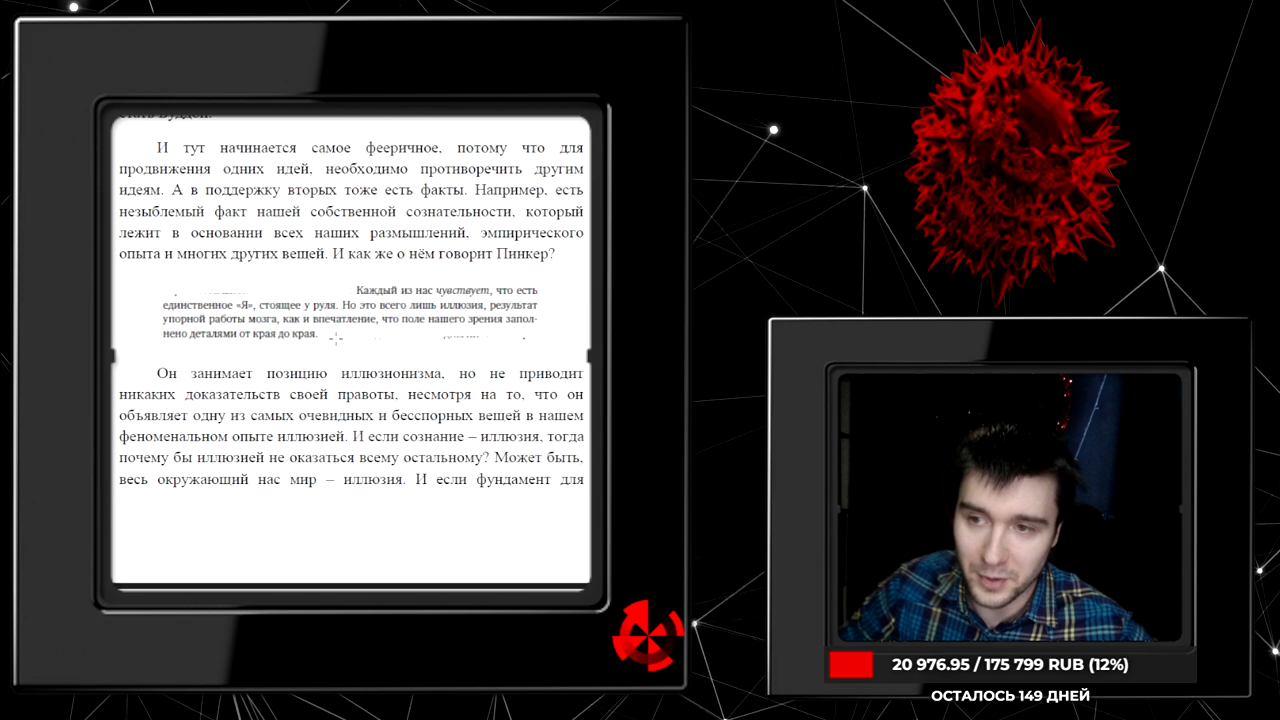 И тут начинается самое фееричное, потому что для
продвижения одних идей, необходимо противоречить другим
идеям. А в поддержку вторых тоже есть факты. Например, есть
незыблемый факт нашей собственной сознательности, который
лежит в основании всех наших размышлений, эмпирического
опыта и многих других вещей. И как же о нём говорит Пинкер?
Каждый из нас чувствует, что есть
единственное «Я», стоящее у руля. Но это всего лишь иллюзия, результат
упорной работы мозга, как и впечатление, что поле нашего зрения запол-
нено деталями от края до края.
Он занимает позицию иллюзионизма, но не приводит
никаких доказательств своей правоты, несмотря на то, что он
объявляет одну из самых очевидных и бесспорных вещей в нашем
феноменальном опыте иллюзией. И если сознание – иллюзия, тогда
почему бы иллюзией не оказаться всему остальному? Может быть,
весь окружающий нас мир – иллюзия. И если фундамент для
20 976.95 / 175 799 RUB (12%)
ОСТАЛОСЬ 149 ДНЕЙ